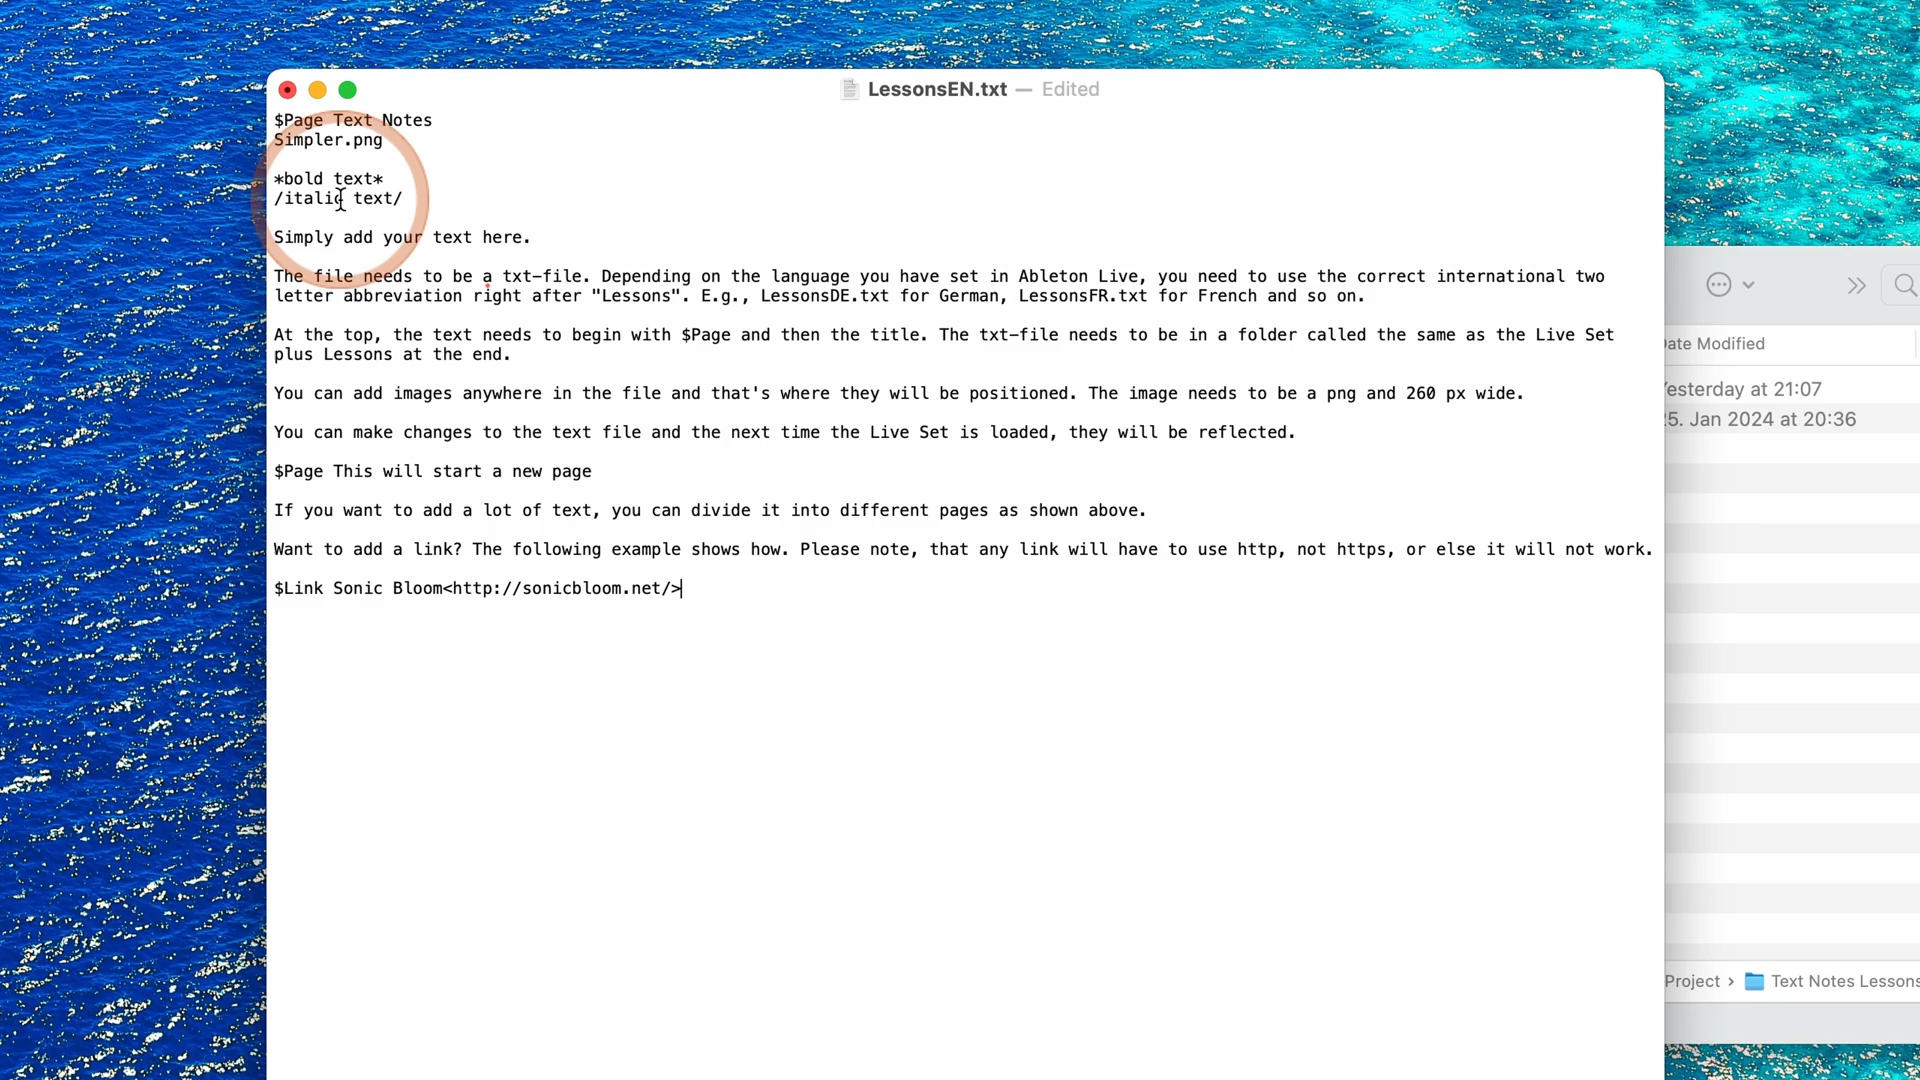 LessonsEN.txt — Edited
$Page Text Notes
Simpler.png
*bold text*
/italic text/
Simply add your text here.
The file needs to be a txt-file. Depending on the language you have set in Ableton Live, you need to use the correct international two
letter abbreviation right after "Lessons". E.g., LessonsDE.txt for German, LessonsFR.txt for French and so on.
At the top, the text needs to begin with $Page and then the title. The txt-file needs to be in a folder called the same as the Live Set
plus Lessons at the end.
You can add images anywhere in the file and that's where they will be positioned. The image needs to be a png and 260 px wide.
You can make changes to the text file and the next time the Live Set is loaded, they will be reflected.
$Page This will start a new page
If you want to add a lot of text, you can divide it into different pages as shown above.
Want to add a link? The following example shows how. Please note, that any link will have to use http, not https, or else it will not work.
$Link Sonic Bloom<http://sonicbloom.net/>
Date Modified
Yesterday at 21:07
25. Jan 2024 at 20:36
Project › Text Notes Lessons